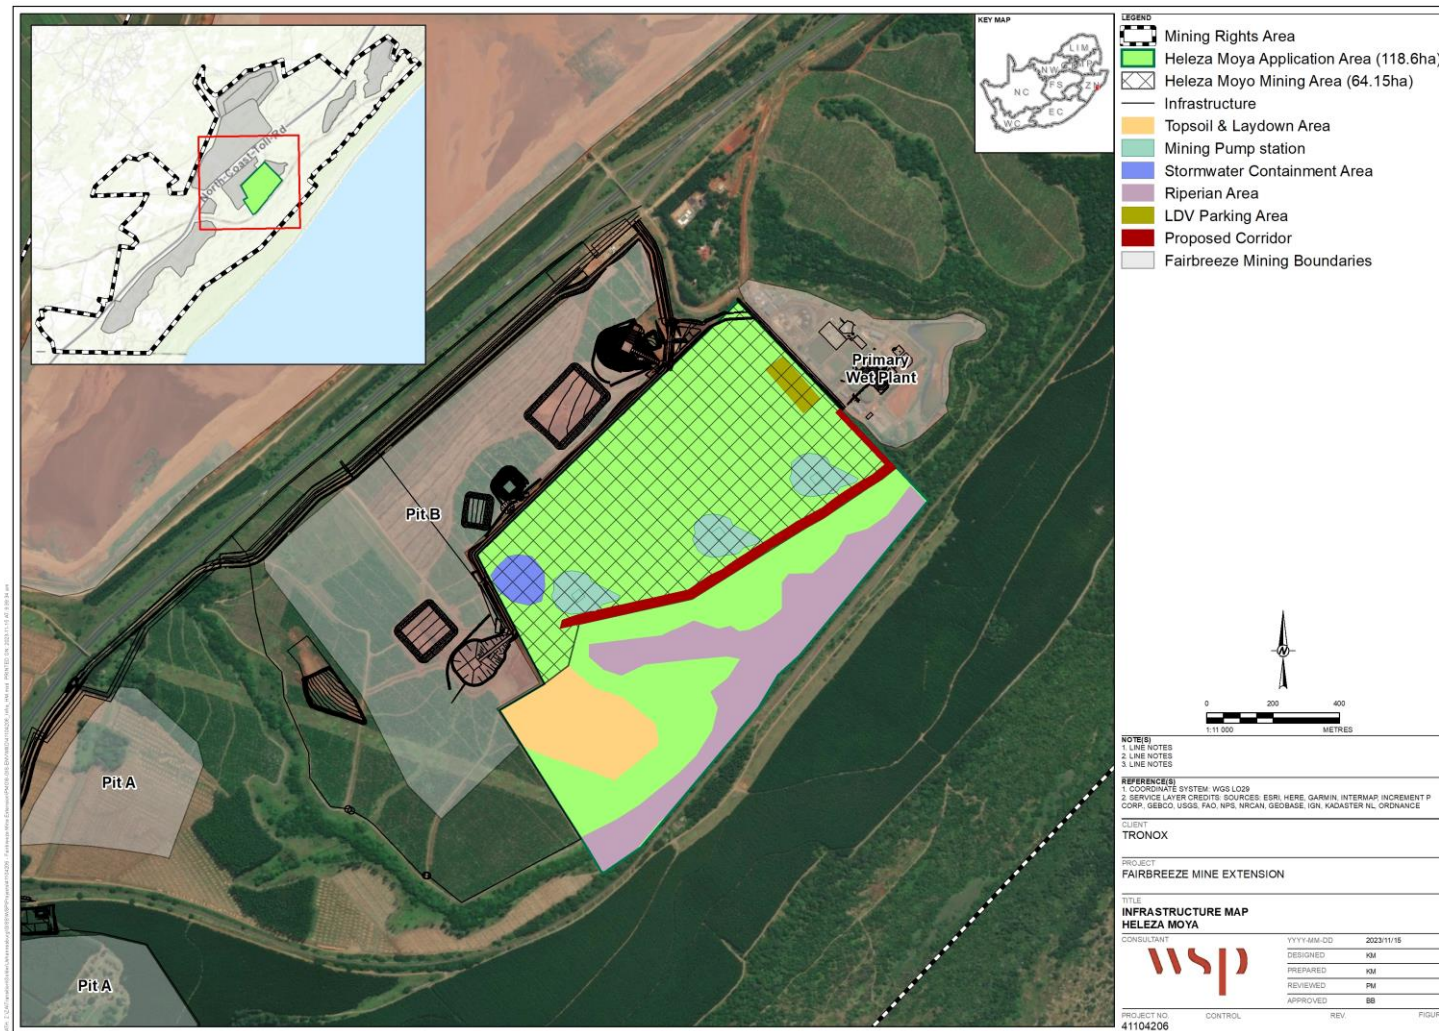 KEY MAP
LIM
NW
G
MP
FS
NC
EC
WC
North-Coast-Toll-Rd
Primary
Wet Plant
Pit B
Pit A
Pit A
LEGEND
Mining Rights Area
Heleza Moya Application Area (118.6ha)
Heleza Moyo Mining Area (64.15ha)
Infrastructure
Topsoil & Laydown Area
Mining Pump station
Stormwater Containment Area
Riperian Area
LDV Parking Area
Proposed Corridor
Fairbreeze Mining Boundaries
N
0 200 400
1:11 000 METRES
NOTE(S)
1. LINE NOTES
2. LINE NOTES
3. LINE NOTES
REFERENCE(S)
1. COORDINATE SYSTEM: WGS LO29
2. SERVICE LAYER CREDITS: SOURCES: ESRI, HERE, GARMIN, INTERMAP, INCREMENT P
CORP., GEBCO, USGS, FAO, NPS, NRCAN, GEOBASE, IGN, KADASTER NL, ORDNANCE
CLIENT
TRONOX
PROJECT
FAIRBREEZE MINE EXTENSION
TITLE
INFRASTRUCTURE MAP
HELEZA MOYA
CONSULTANT
wsp
YYYY-MM-DD 2023/11/15
DESIGNED KM
PREPARED KM
REVIEWED PM
APPROVED BB
PROJECT NO. CONTROL REV. FIGUR
41104206